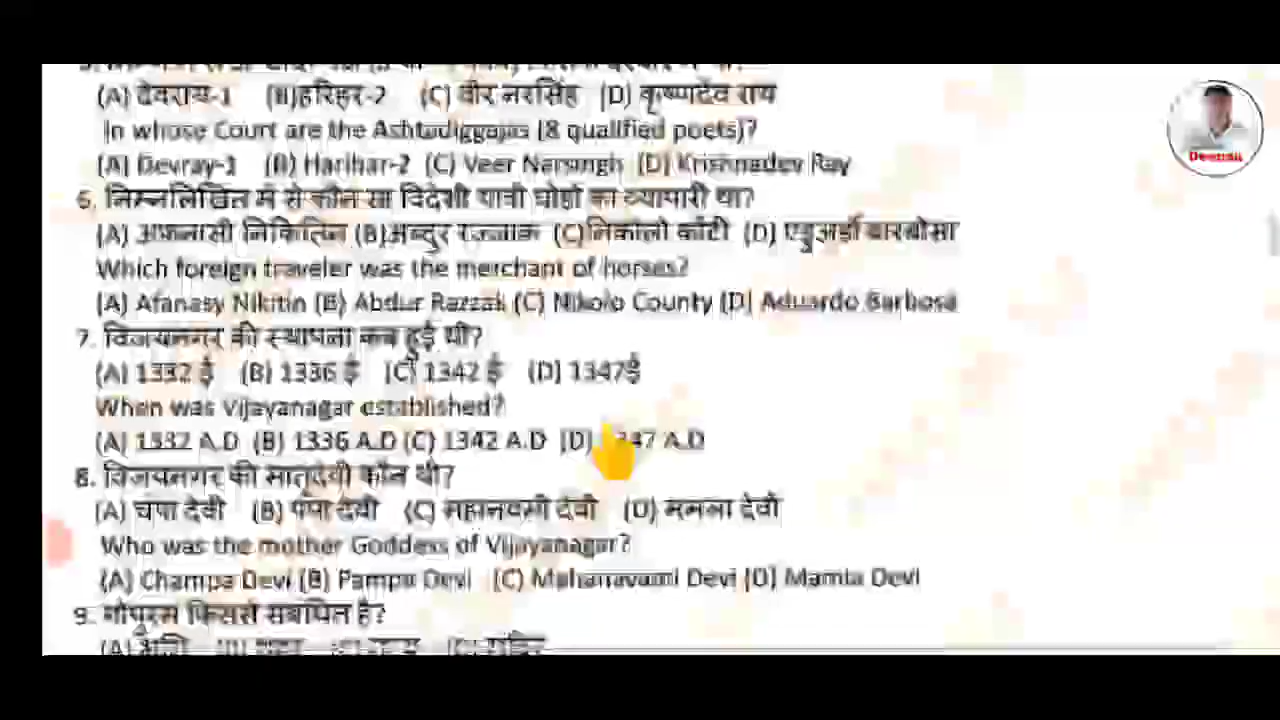 (A) देवराय-1 (B)हरिहर-2 (C) वीर नरसिंह (D) कृष्णदेव राय
In whose Court are the Ashtadiggajas (8 qualified poets)?
(A) Devray-1 (B) Harihar-2 (C) Veer Narsingh (D) Krishnadev Ray
6. निम्नलिखित में से कौन सा विदेशी यात्री घोड़ों का व्यापारी था?
(A) अफनासी निकितिन (B)अब्दुर रज्जाक (C)निकोलो कोंटी (D) एडुअर्डो बारबोसा
Which foreign traveler was the merchant of horses?
(A) Afanasy Nikitin (B) Abdur Razzak (C) Nikolo County (D) Aduardo Barbosa
7. विजयनगर की स्थापना कब हुई थी?
(A) 1332 ई (B) 1336 ई (C) 1342 ई (D) 1347ई
When was Vijayanagar established?
(A) 1332 A.D (B) 1336 A.D (C) 1342 A.D (D) 1347 A.D
8. विजयनगर की मातृदेवी कौन थी?
(A) चंपा देवी (B) पंपा देवी (C) महानवमी देवी (D) ममता देवी
Who was the mother Goddess of Vijayanagar?
(A) Champa Devi (B) Pampa Devi (C) Mahanavami Devi (D) Mamta Devi
9. गोपुरम किससे संबंधित है?
Deepak